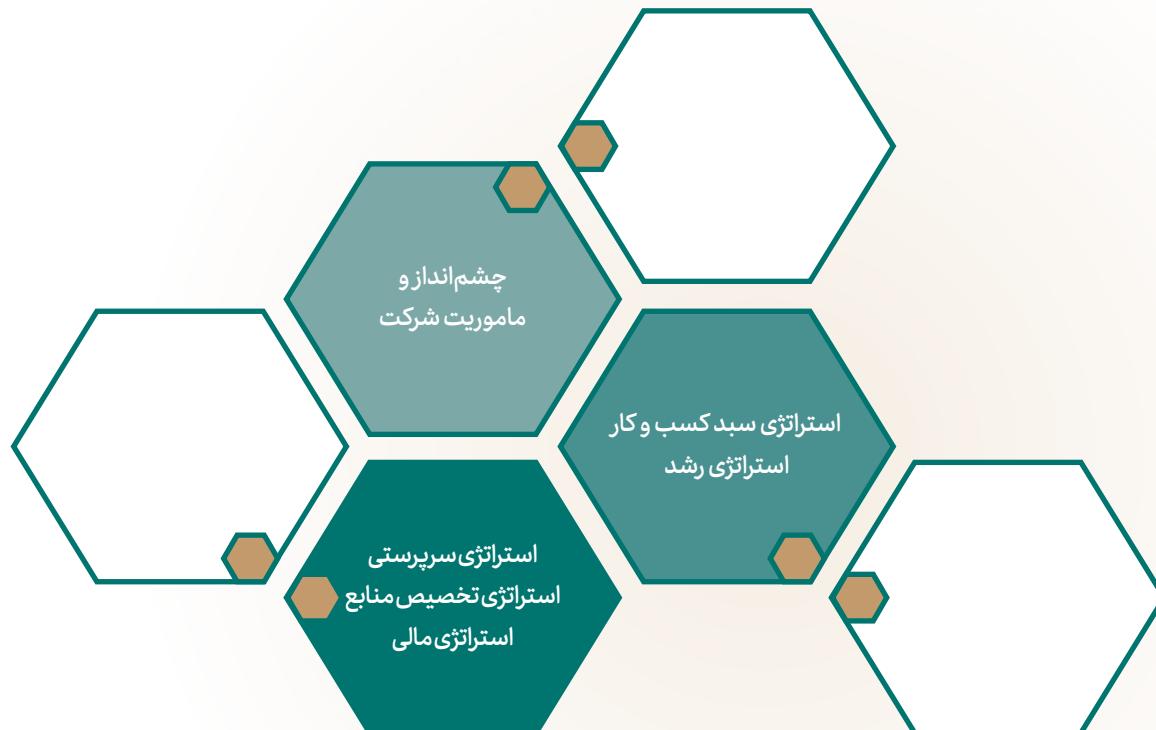 چشم‌انداز و
ماموریت شرکت
استراتژی سبد کسب و کار
استراتژی رشد
استراتژی سرپرستی
استراتژی تخصیص منابع
استراتژی مالی